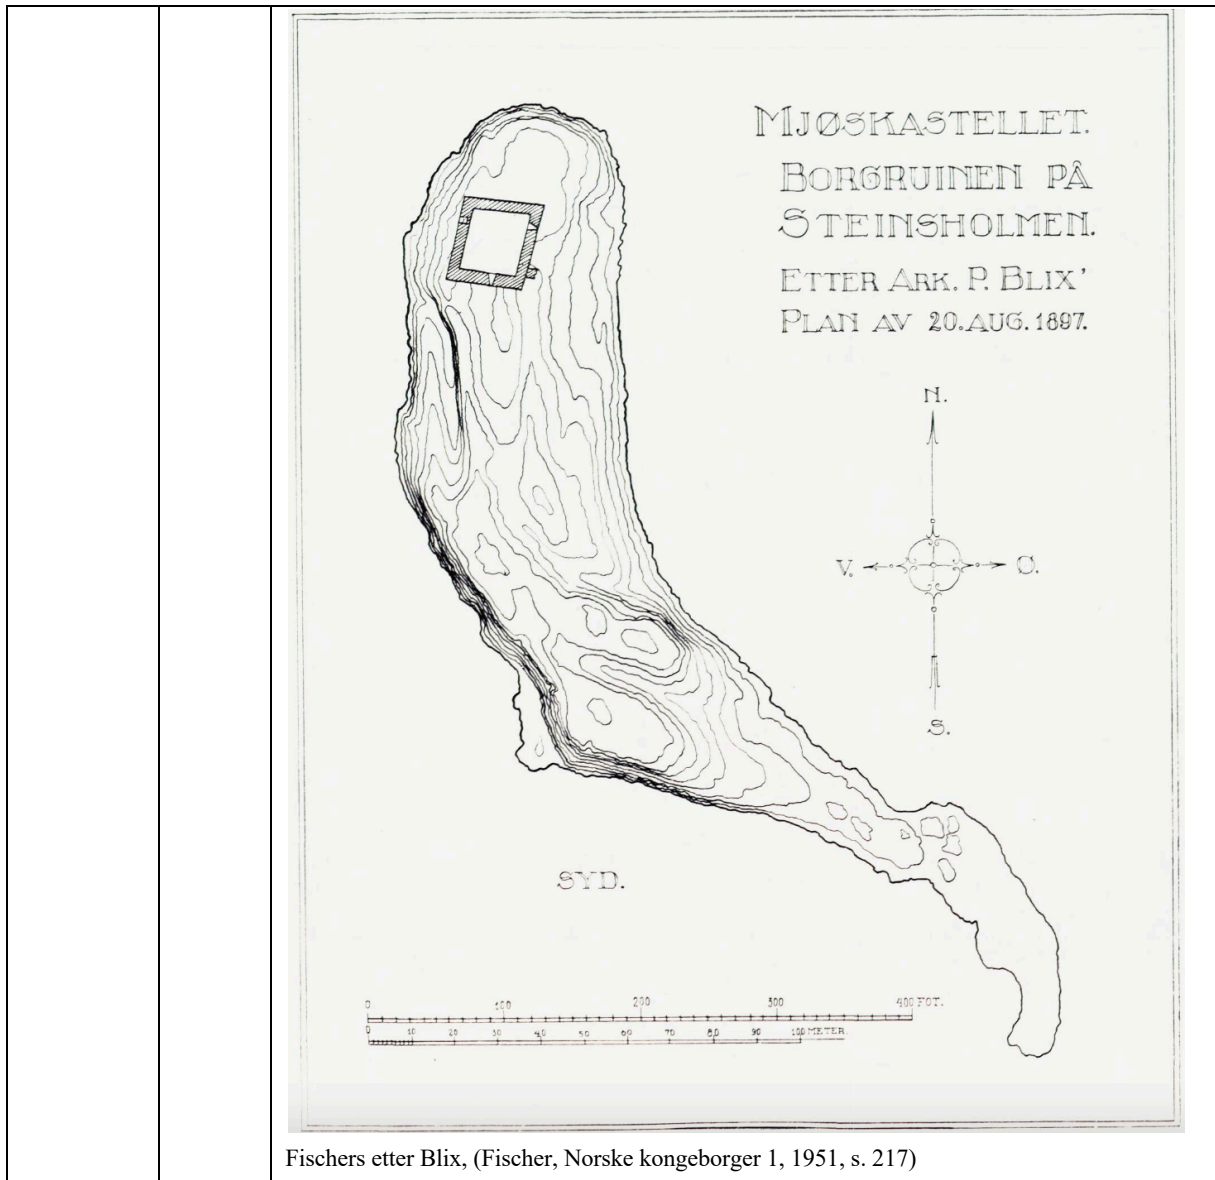 MJØSKASTELLET.
BORGRUINEN PÅ
STEINSHOLMEN.
ETTER ARK. P. BLIX'
PLAN AV 20.AUG.1897.
N.
V.
Ø.
S.
SYD.
0 100 200 300 400 FOT.
0 10 20 30 40 50 60 70 80 90 100 METER.
Fischers etter Blix, (Fischer, Norske kongeborger 1, 1951, s. 217)